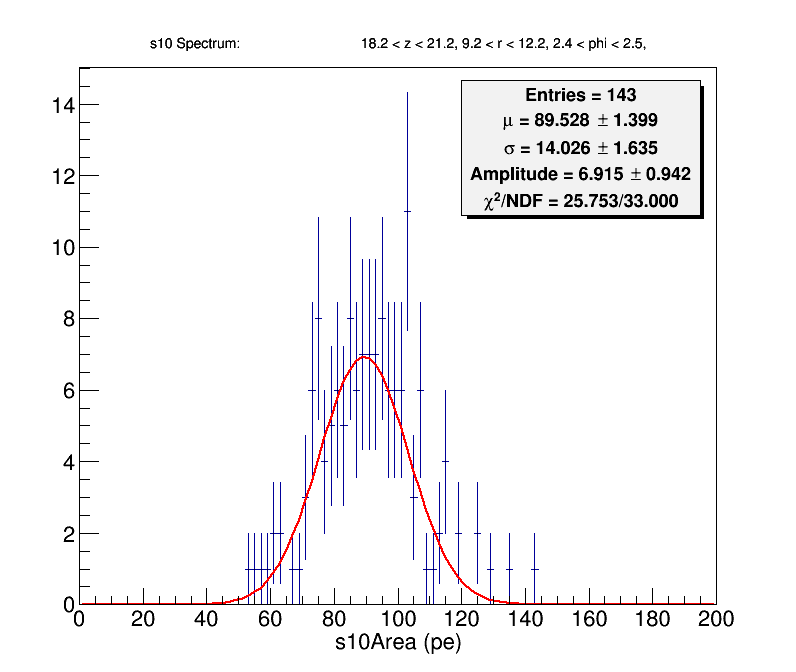 s10 Spectrum: 18.2 < z < 21.2, 9.2 < r < 12.2, 2.4 < phi < 2.5,
Entries = 143
μ = 89.528 ± 1.399
σ = 14.026 ± 1.635
Amplitude = 6.915 ± 0.942
χ²/NDF = 25.753/33.000
14
12
10
8
6
4
2
0
0 20 40 60 80 100 120 140 160 180 200
s10Area (pe)